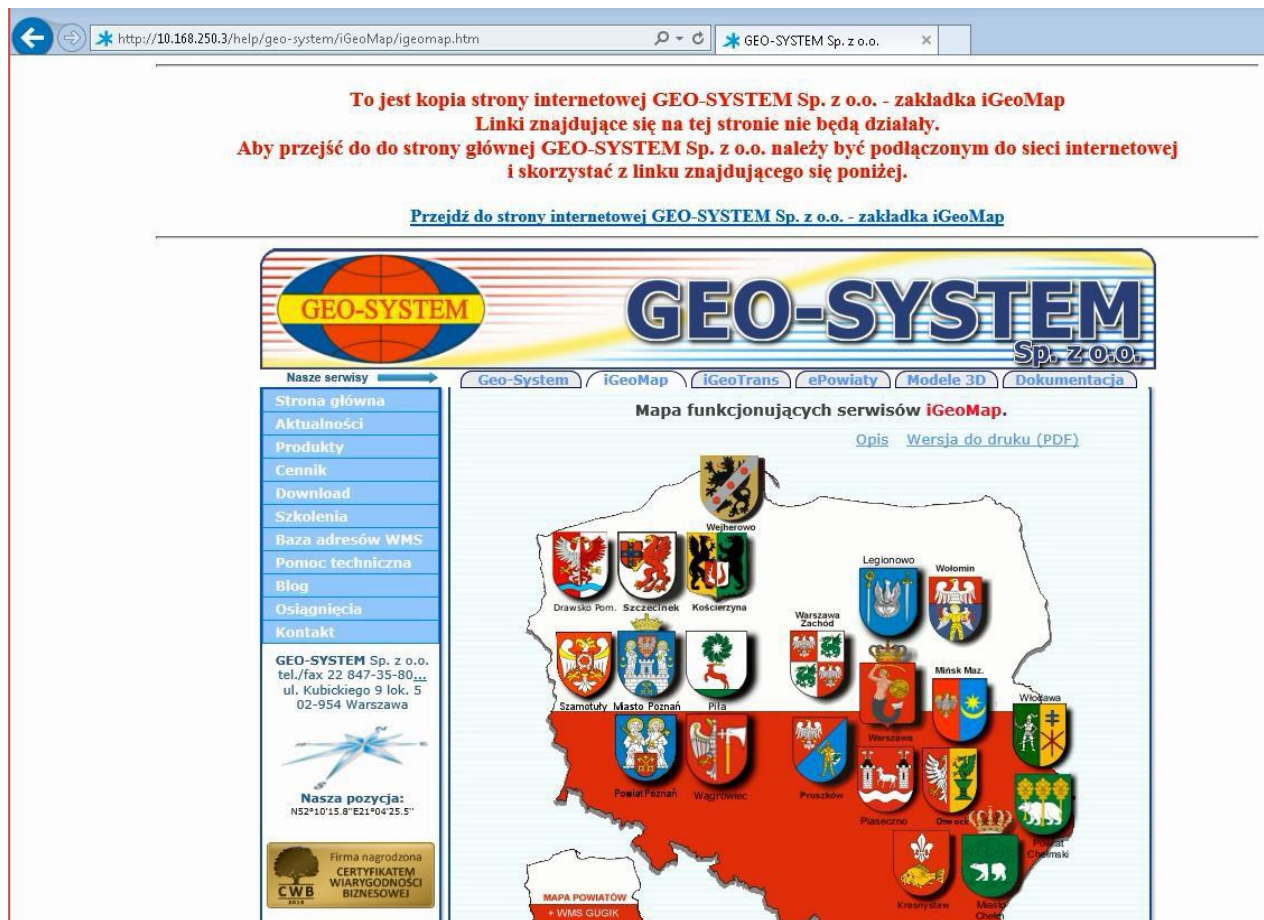 http://10.168.250.3/help/geo-system/iGeoMap/igeomap.htm
GEO-SYSTEM Sp. z o.o.
To jest kopia strony internetowej GEO-SYSTEM Sp. z o.o. - zakładka iGeoMap
Linki znajdujące się na tej stronie nie będą działały.
Aby przejść do do strony głównej GEO-SYSTEM Sp. z o.o. należy być podłączonym do sieci internetowej
i skorzystać z linku znajdującego się poniżej.
Przejdź do strony internetowej GEO-SYSTEM Sp. z o.o. - zakładka iGeoMap
GEO-SYSTEM
GEO-SYSTEM
Sp. z o.o.
Nasze serwisy
Geo-System iGeoMap iGeoTrans ePowiaty Modele 3D Dokumentacja
Strona główna
Aktualności
Produkty
Cennik
Download
Szkolenia
Baza adresów WMS
Pomoc techniczna
Blog
Osiągnięcia
Kontakt
GEO-SYSTEM Sp. z o.o.
tel./fax 22 847-35-80...
ul. Kubickiego 9 lok. 5
02-954 Warszawa
Nasza pozycja:
N52°10'15.8"E21°04'25.5"
CWB
2014
Firma nagrodzona
CERTYFIKATEM
WIARYGODNOŚCI
BIZNESOWEJ
Mapa funkcjonujących serwisów iGeoMap.
Opis Wersja do druku (PDF)
Wejherowo
Drawsko Pom. Szczecinek Kościerzyna
Legionowo
Wołomin
Warszawa
Zachód
Szamotuły Miasto Poznań Piła
Mińsk Maz.
Włodawa
Warszawa
Powiat Poznań Wągrowiec
Pruszków
Piaseczno
Otwock
Powiat
Chełmski
Krasnystaw
Miasto
Chełm
MAPA POWIATÓW
+ WMS GUGIK